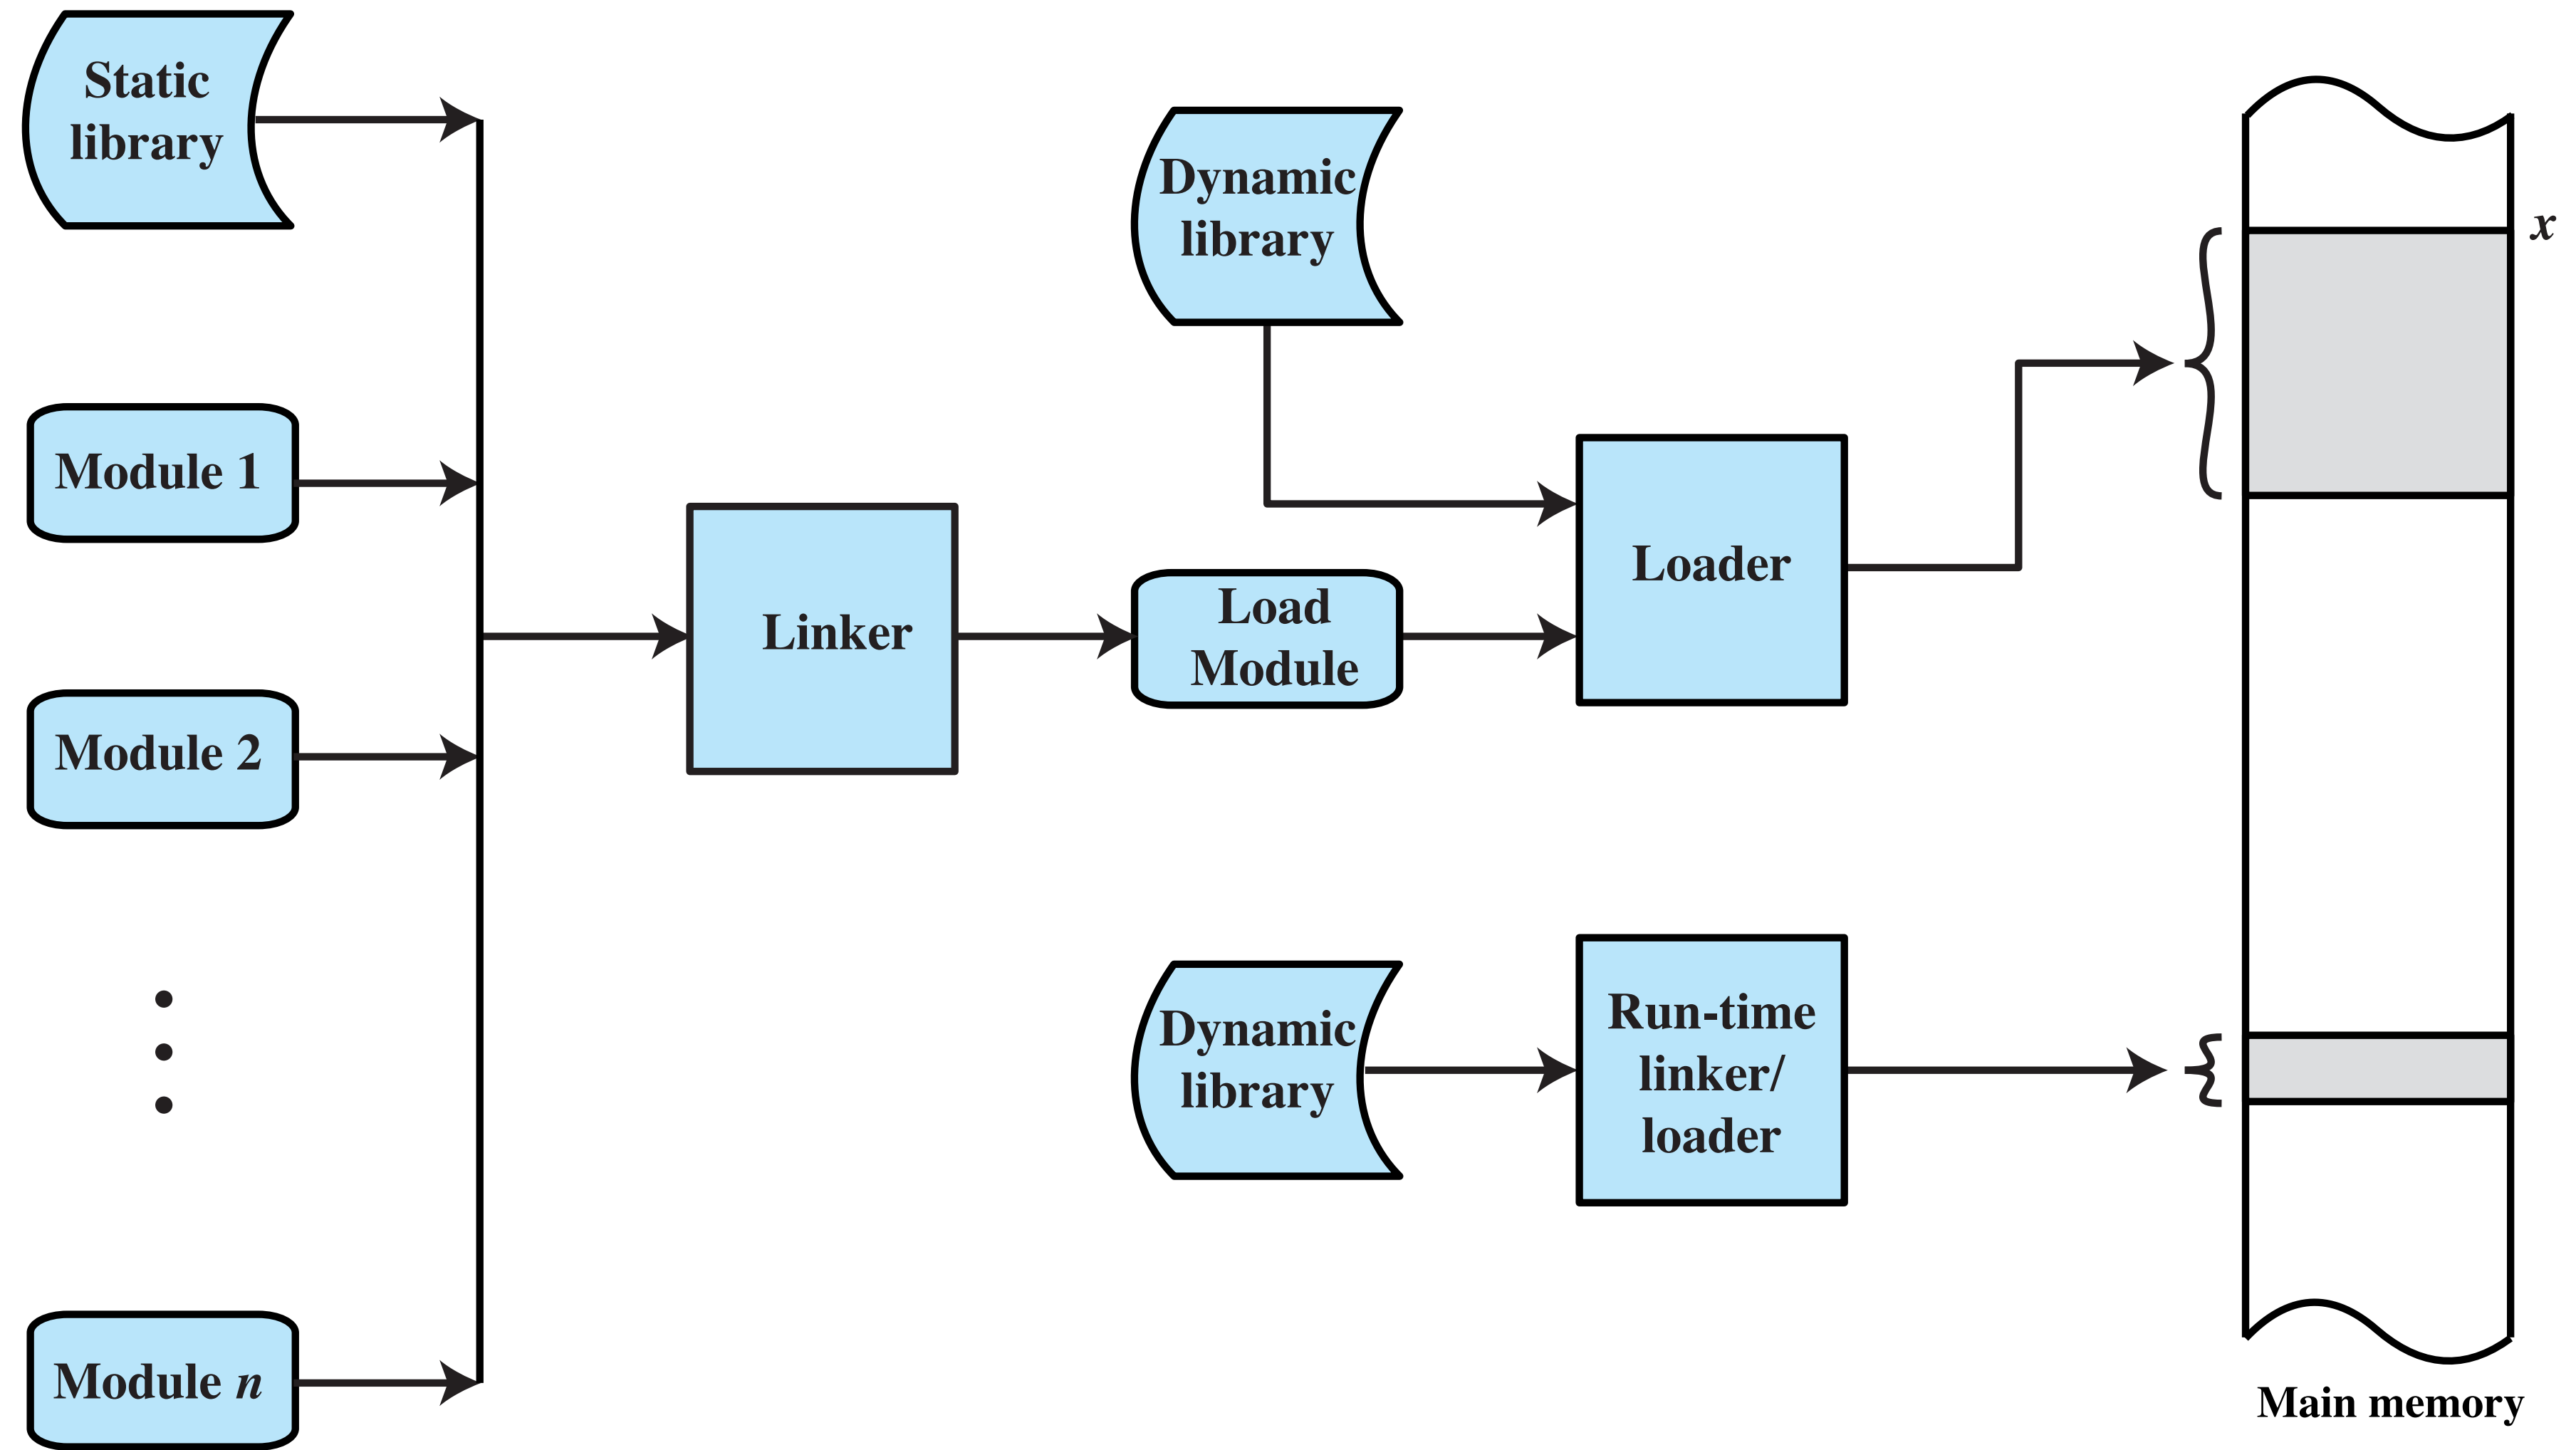 Static
library
Module 1
Module 2
Module n
Linker
Dynamic
library
Load
Module
Loader
Dynamic
library
Run-time
linker/
loader
x
Main memory